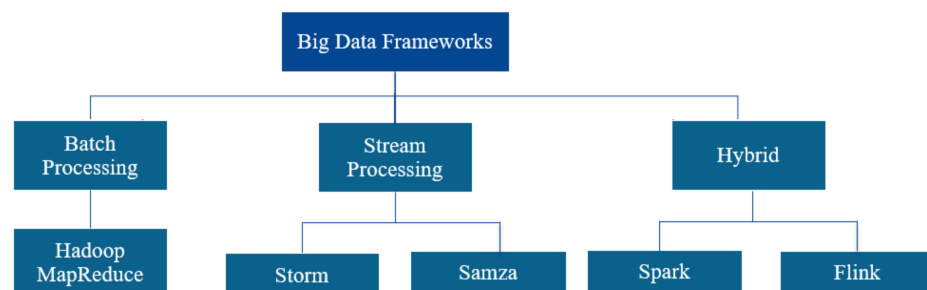 Big Data Frameworks
Batch
Processing
Stream
Processing
Hybrid
Hadoop
MapReduce
Storm
Samza
Spark
Flink